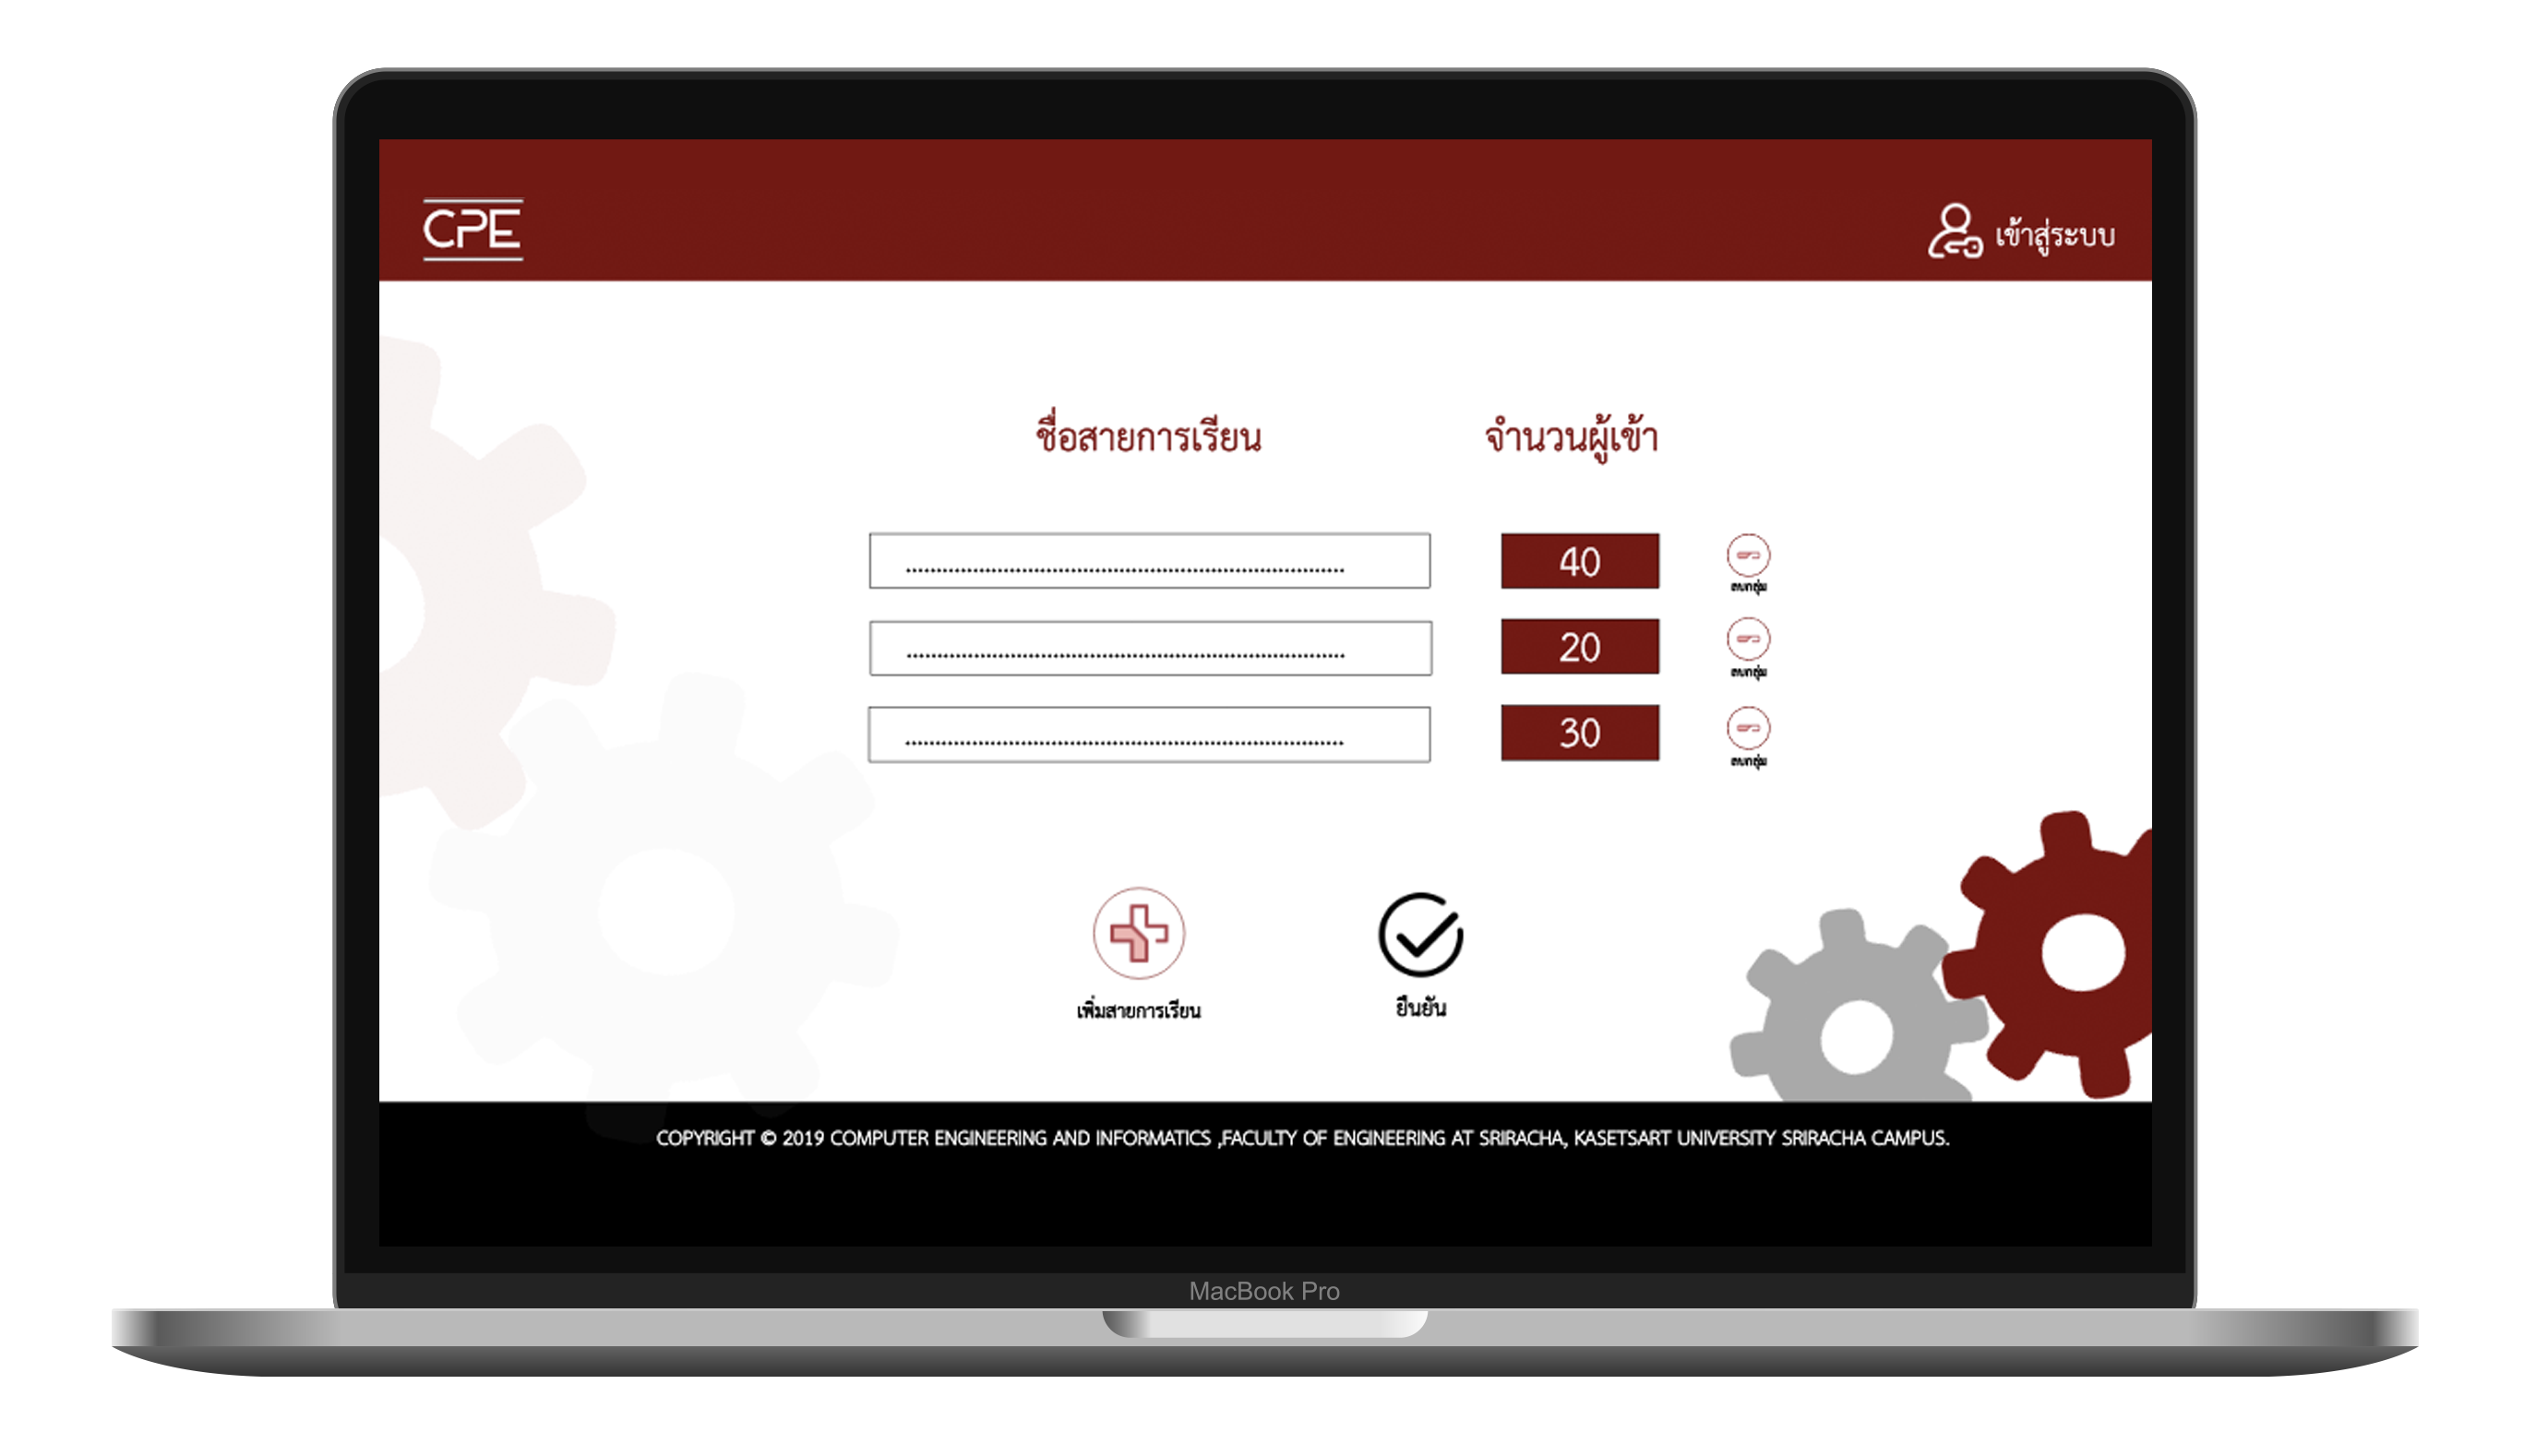 CPE
เข้าสู่ระบบ
ชื่อสายการเรียน จำนวนผู้เข้า
........................................................................ 40
ลบกลุ่ม
........................................................................ 20
ลบกลุ่ม
........................................................................ 30
ลบกลุ่ม
เพิ่มสายการเรียน ยืนยัน
COPYRIGHT © 2019 COMPUTER ENGINEERING AND INFORMATICS ,FACULTY OF ENGINEERING AT SRIRACHA, KASETSART UNIVERSITY SRIRACHA CAMPUS.
MacBook Pro